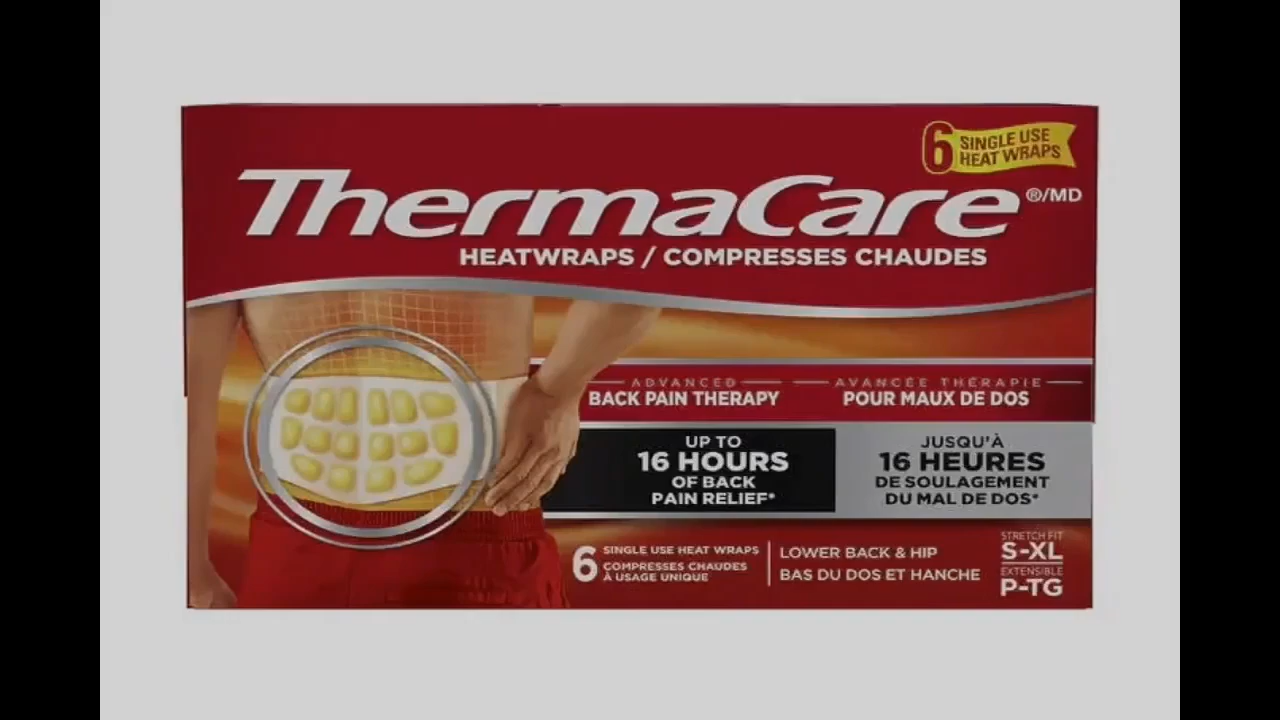 6 SINGLE USE
HEAT WRAPS
ThermaCare®/MD
HEATWRAPS / COMPRESSES CHAUDES
ADVANCED
BACK PAIN THERAPY
AVANCÉE THÉRAPIE
POUR MAUX DE DOS
UP TO
16 HOURS
OF BACK
PAIN RELIEF*
JUSQU'À
16 HEURES
DE SOULAGEMENT
DU MAL DE DOS*
6 SINGLE USE HEAT WRAPS
COMPRESSES CHAUDES
À USAGE UNIQUE
LOWER BACK & HIP
BAS DU DOS ET HANCHE
STRETCH FIT
S-XL
EXTENSIBLE
P-TG